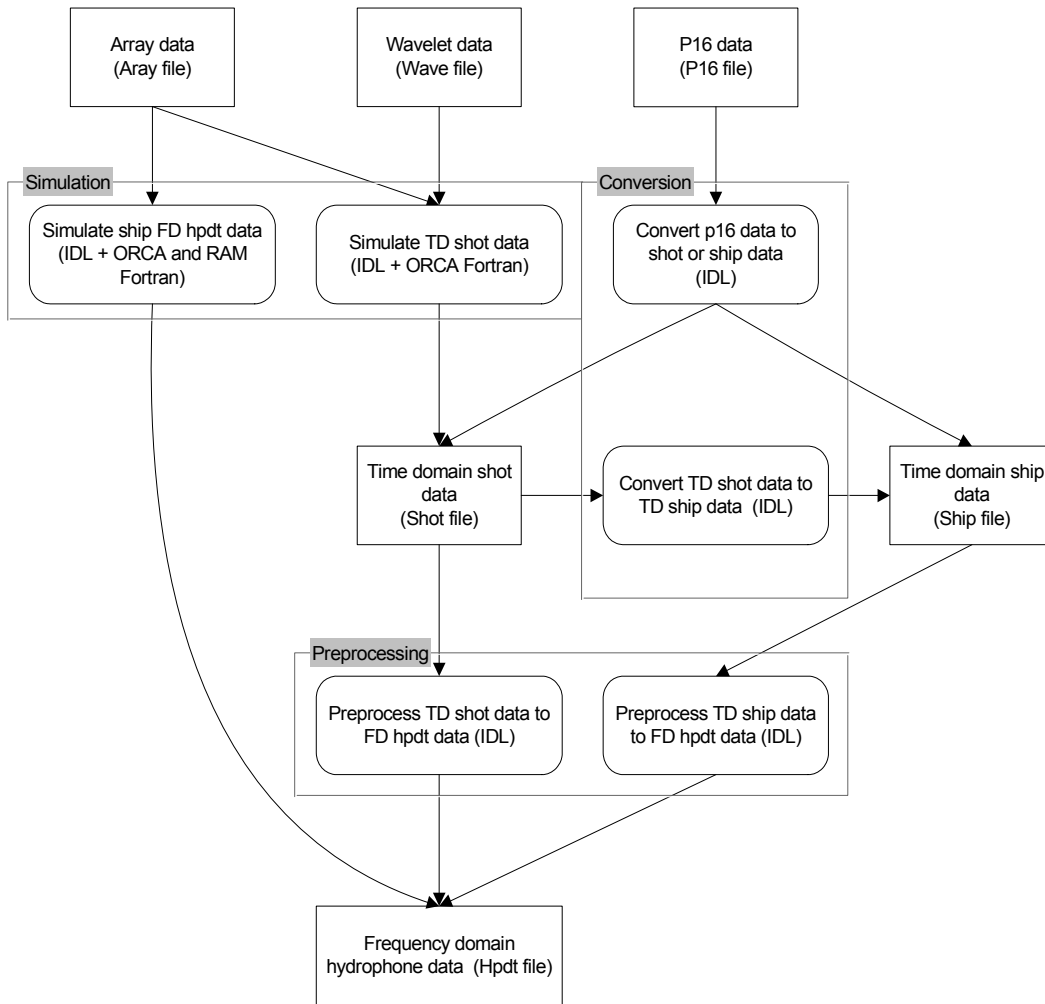 Array data
(Aray file)
Wavelet data
(Wave file)
P16 data
(P16 file)
Simulation
Conversion
Simulate ship FD hpdt data
(IDL + ORCA and RAM
Fortran)
Simulate TD shot data
(IDL + ORCA Fortran)
Convert p16 data to
shot or ship data
(IDL)
Time domain shot
data
(Shot file)
Convert TD shot data to
TD ship data (IDL)
Time domain ship
data
(Ship file)
Preprocessing
Preprocess TD shot data to
FD hpdt data (IDL)
Preprocess TD ship data
to FD hpdt data (IDL)
Frequency domain
hydrophone data (Hpdt file)